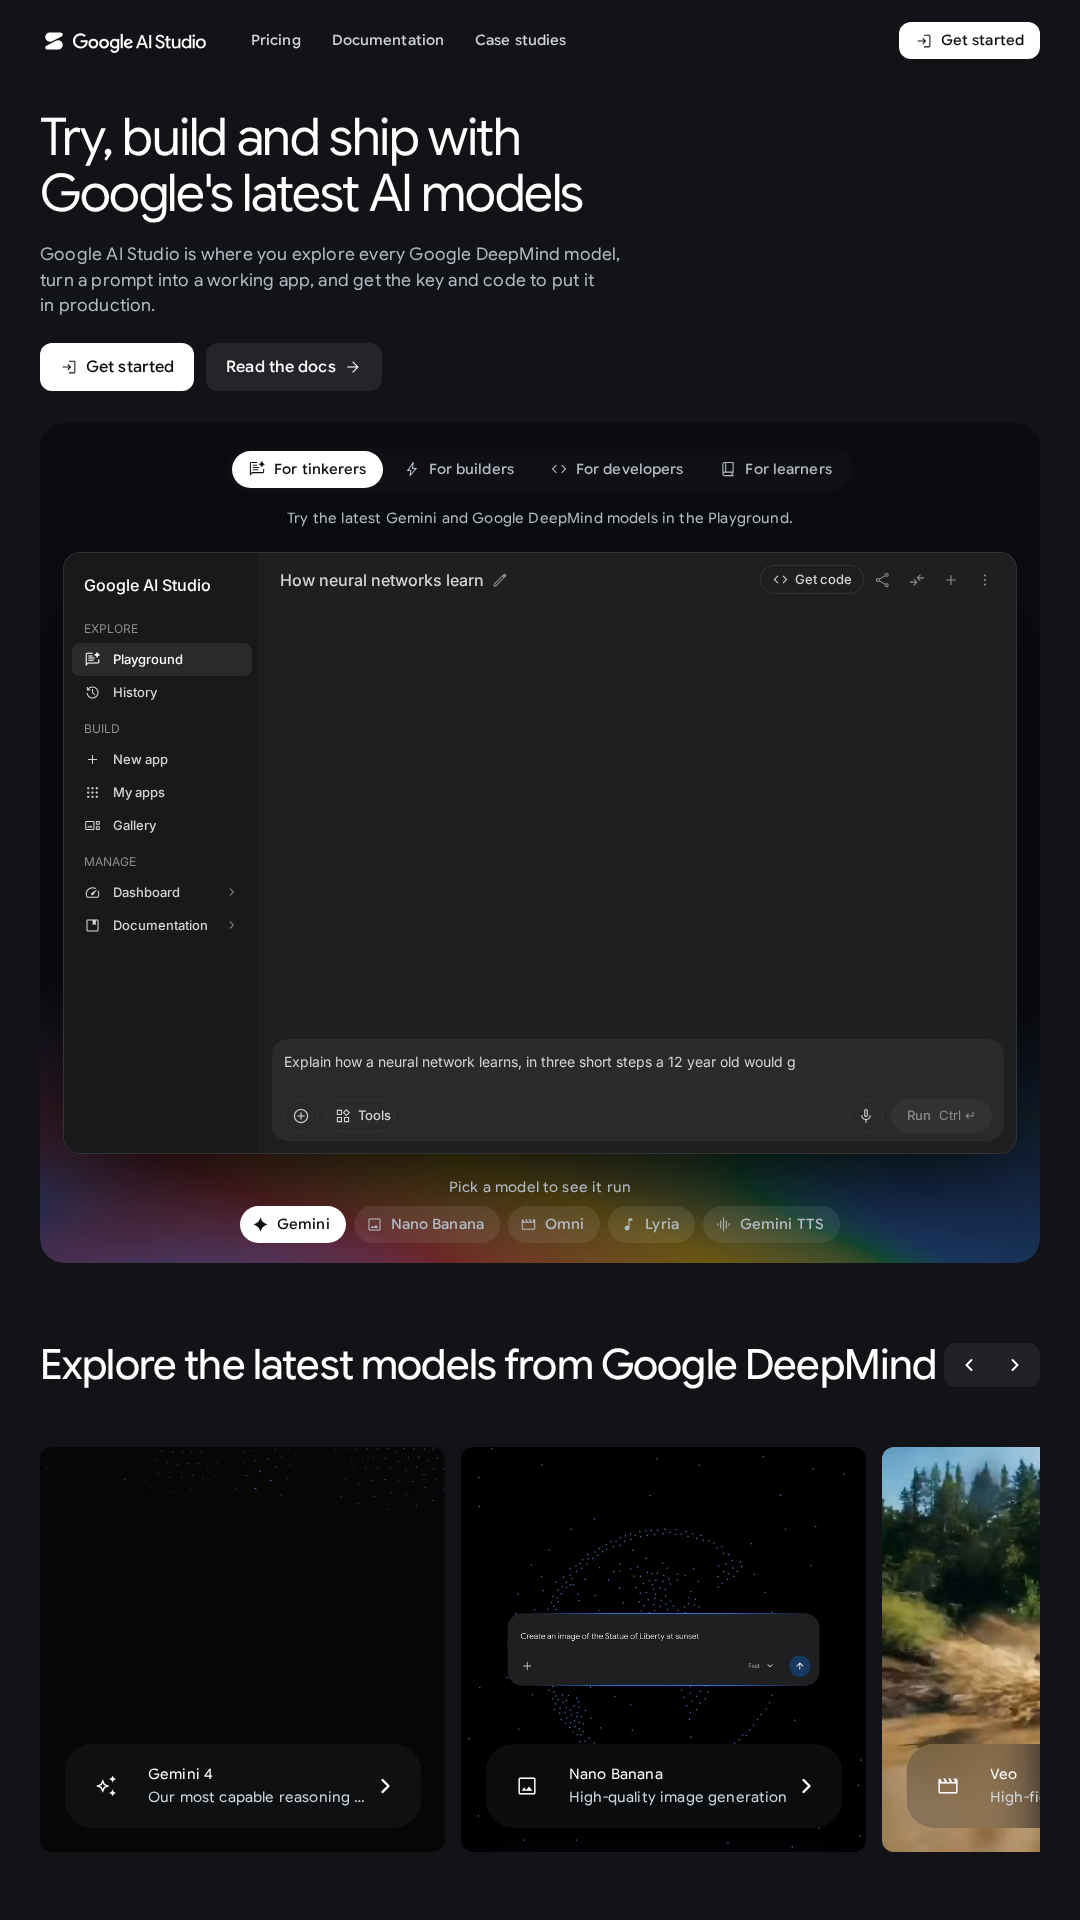 Google AI Studio
Pricing
Documentation
Case studies
Get started
Try, build and ship with
Google's latest AI models
Google AI Studio is where you explore every Google DeepMind model,
turn a prompt into a working app, and get the key and code to put it
in production.
Get started
Read the docs
For tinkerers
For builders
For developers
For learners
Try the latest Gemini and Google DeepMind models in the Playground.
Google AI Studio
EXPLORE
Playground
History
BUILD
New app
My apps
Gallery
MANAGE
Dashboard
Documentation
How neural networks learn
Get code
Explain how a neural network learns, in three short steps a 12 year old would g
Tools
Run Ctrl ↵
Pick a model to see it run
Gemini
Nano Banana
Omni
Lyria
Gemini TTS
Explore the latest models from Google DeepMind
Create an image of the Statue of Liberty at sunset
Fast
Gemini 4
Our most capable reasoning ...
Nano Banana
High-quality image generation
Veo
High-fi